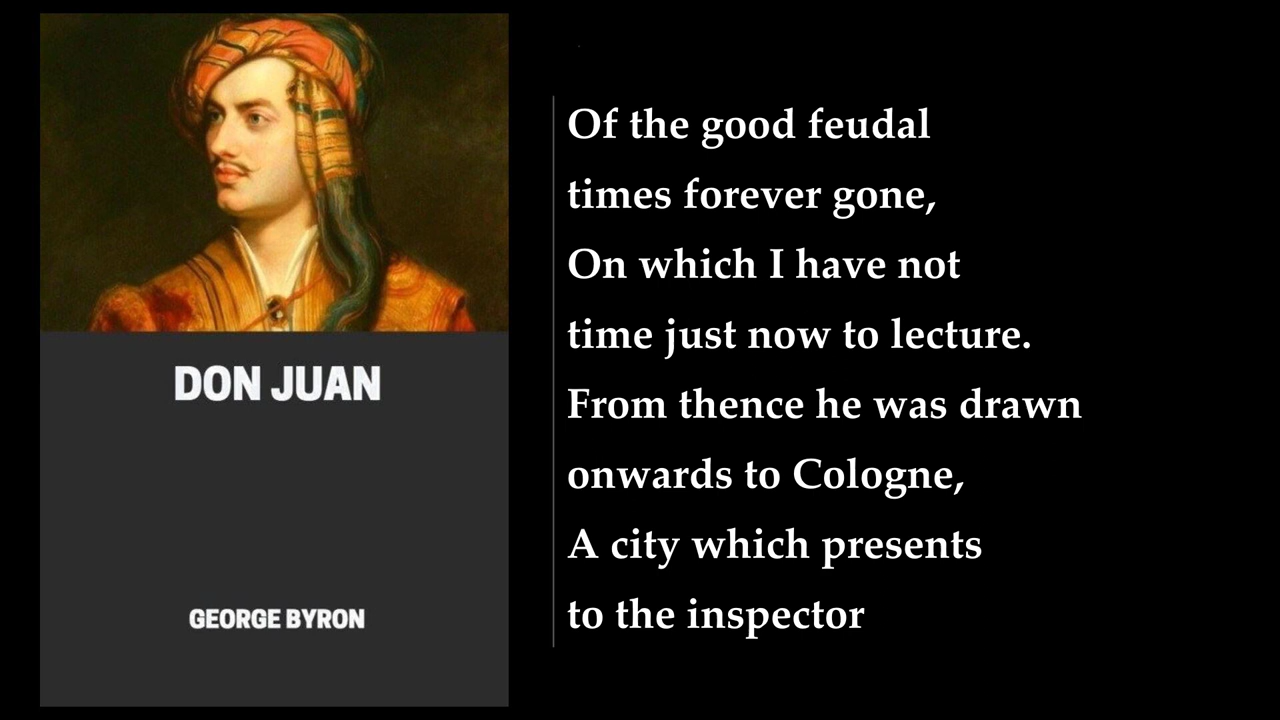 DON JUAN
GEORGE BYRON
Of the good feudal
times forever gone,
On which I have not
time just now to lecture.
From thence he was drawn
onwards to Cologne,
A city which presents
to the inspector